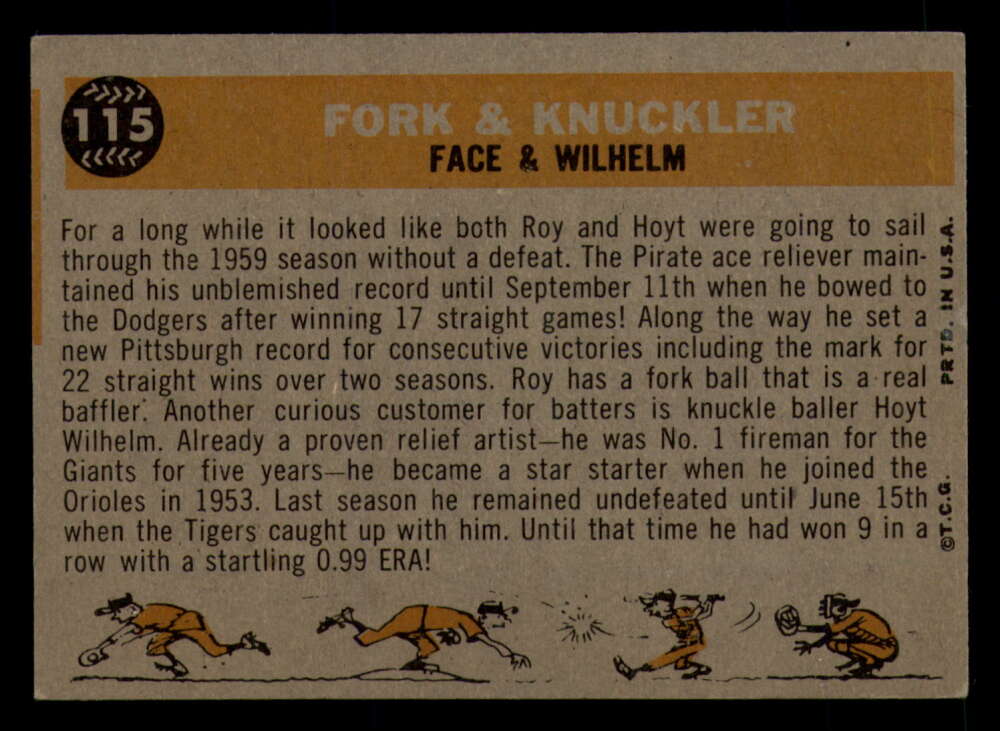 115
FORK & KNUCKLER
FACE & WILHELM
For a long while it looked like both Roy and Hoyt were going to sail
through the 1959 season without a defeat. The Pirate ace reliever main-
tained his unblemished record until September 11th when he bowed to
the Dodgers after winning 17 straight games! Along the way he set a
new Pittsburgh record for consecutive victories including the mark for
22 straight wins over two seasons. Roy has a fork ball that is a real
baffler. Another curious customer for batters is knuckle baller Hoyt
Wilhelm. Already a proven relief artist—he was No. 1 fireman for the
Giants for five years—he became a star starter when he joined the
Orioles in 1953. Last season he remained undefeated until June 15th
when the Tigers caught up with him. Until that time he had won 9 in a
row with a startling 0.99 ERA!
©T.C.G. PRTD. IN U.S.A.